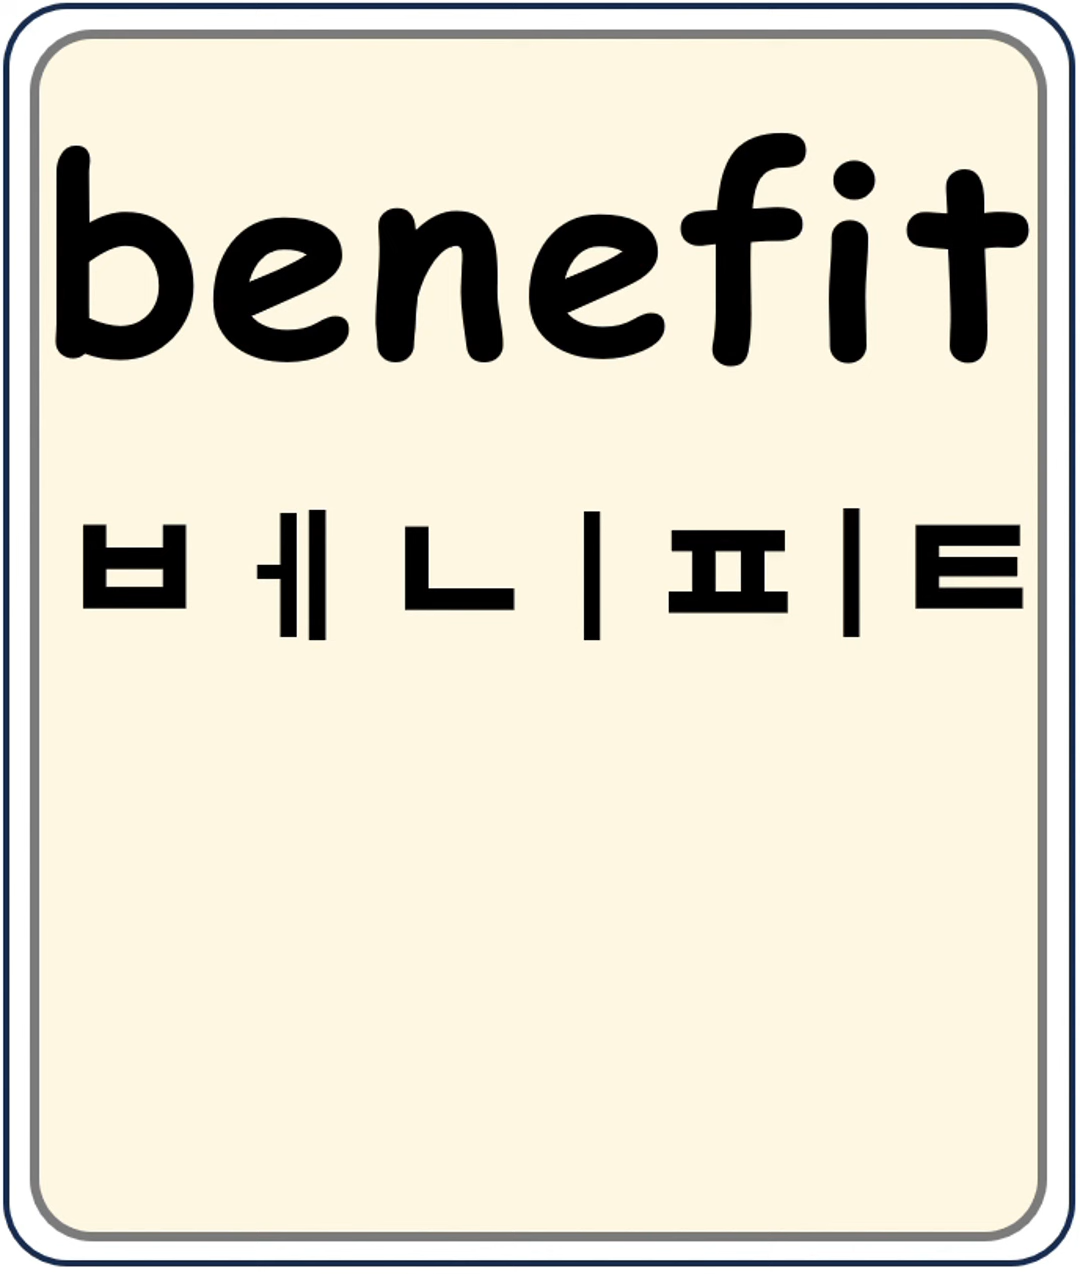 benefit
ㅂ ㅔ ㄴ ㅣ ㅍ ㅣ ㅌ